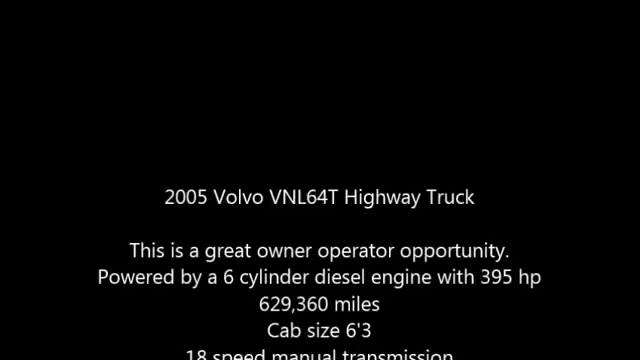 2005 Volvo VNL64T Highway Truck
This is a great owner operator opportunity.
Powered by a 6 cylinder diesel engine with 395 hp
629,360 miles
Cab size 6'3
18 speed manual transmission